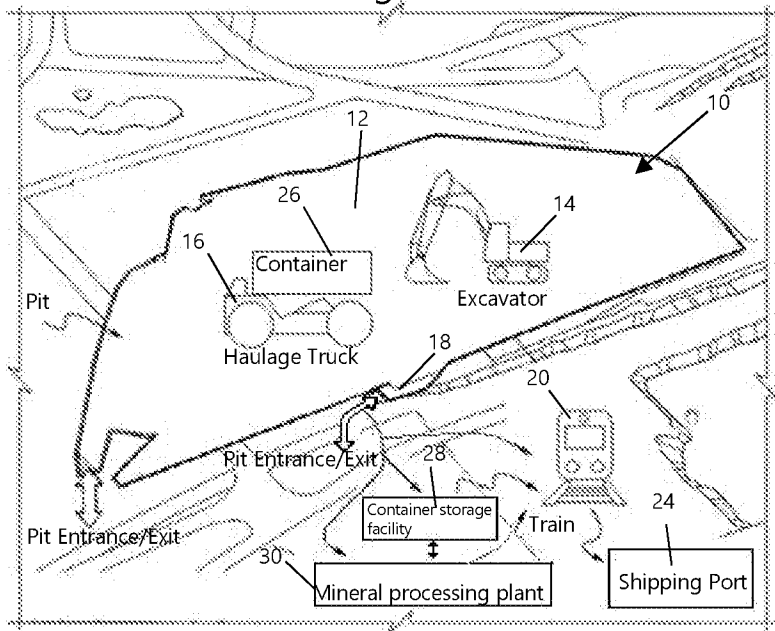 10
12
26
14
16
Container
Pit
Excavator
Haulage Truck
18
20
Pit Entrance/Exit
28
Container storage
facility
Train
24
Pit Entrance/Exit
30
Mineral processing plant
Shipping Port